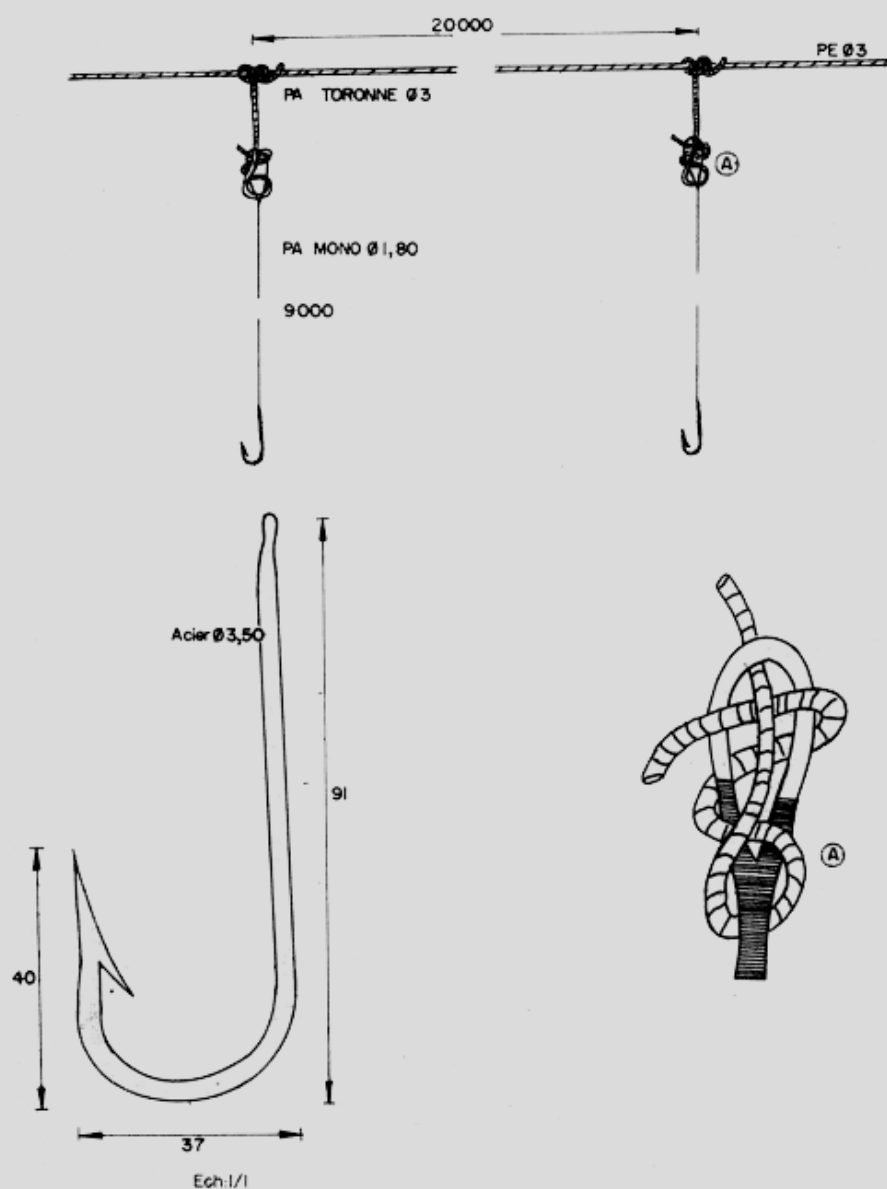 20000
PE Ø3
PA TORONNE Ø3
A
PA MONO Ø1,80
9000
Acier Ø3,50
91
A
40
37
Ech:1/1